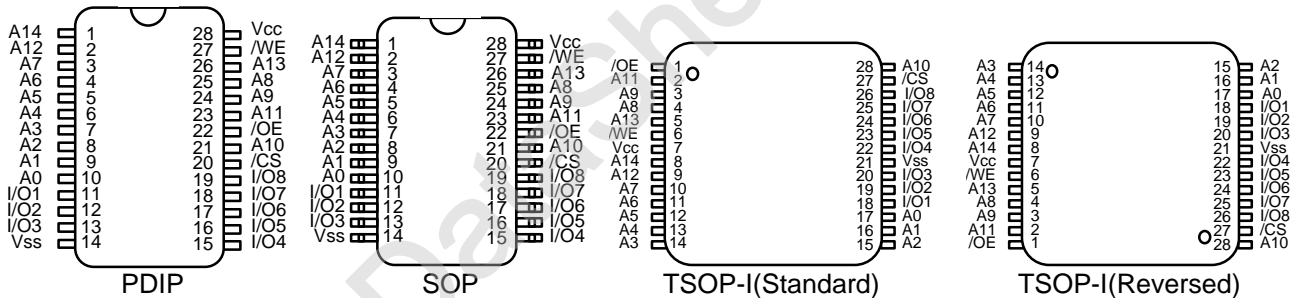 A14 1 28 Vcc
A12 2 27 /WE
A7 3 26 A13
A6 4 25 A8
A5 5 24 A9
A4 6 23 A11
A3 7 22 /OE
A2 8 21 A10
A1 9 20 /CS
A0 10 19 I/O8
I/O1 11 18 I/O7
I/O2 12 17 I/O6
I/O3 13 16 I/O5
Vss 14 15 I/O4
PDIP
A14 1 28 Vcc
A12 2 27 /WE
A7 3 26 A13
A6 4 25 A8
A5 5 24 A9
A4 6 23 A11
A3 7 22 /OE
A2 8 21 A10
A1 9 20 /CS
A0 10 19 I/O8
I/O1 11 18 I/O7
I/O2 12 17 I/O6
I/O3 13 16 I/O5
Vss 14 15 I/O4
SOP
/OE 1 28 A10
A11 2 27 /CS
A9 3 26 I/O8
A8 4 25 I/O7
A13 5 24 I/O6
/WE 6 23 I/O5
Vcc 7 22 I/O4
A14 8 21 Vss
A12 9 20 I/O3
A7 10 19 I/O2
A6 11 18 I/O1
A5 12 17 A0
A4 13 16 A1
A3 14 15 A2
TSOP-I(Standard)
A3 14 15 A2
A4 13 16 A1
A5 12 17 A0
A6 11 18 I/O1
A7 10 19 I/O2
A12 9 20 I/O3
A14 8 21 Vss
Vcc 7 22 I/O4
/WE 6 23 I/O5
A13 5 24 I/O6
A8 4 25 I/O7
A9 3 26 I/O8
A11 2 27 /CS
/OE 1 28 A10
TSOP-I(Reversed)